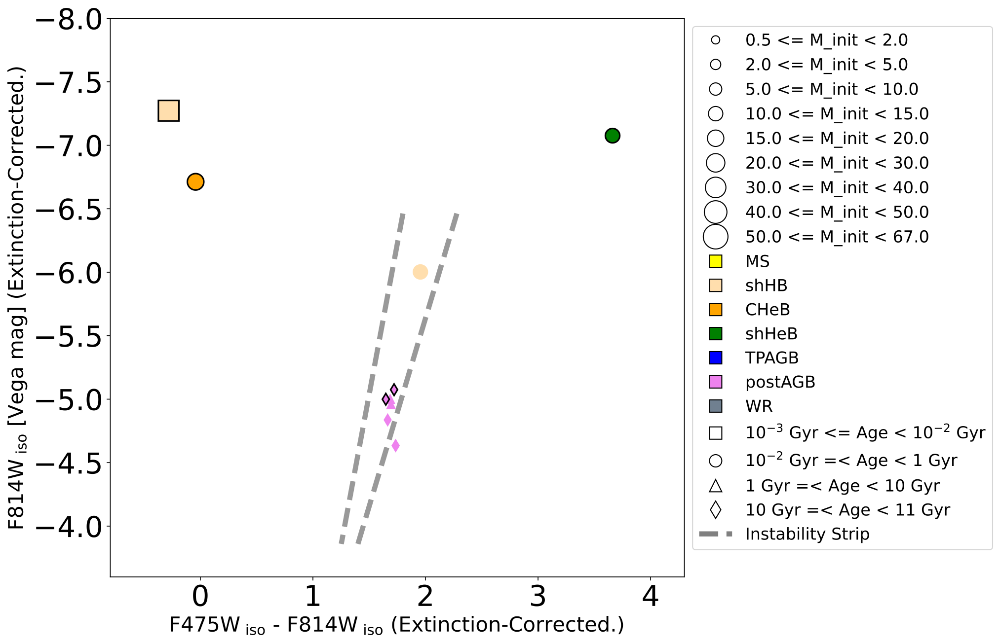 −8.0
−7.5
−7.0
−6.5
−6.0
−5.5
−5.0
−4.5
−4.0
F814W iso [Vega mag] (Extinction-Corrected.)
0 1 2 3 4
F475W iso - F814W iso (Extinction-Corrected.)
0.5 <= M_init < 2.0
2.0 <= M_init < 5.0
5.0 <= M_init < 10.0
10.0 <= M_init < 15.0
15.0 <= M_init < 20.0
20.0 <= M_init < 30.0
30.0 <= M_init < 40.0
40.0 <= M_init < 50.0
50.0 <= M_init < 67.0
MS
shHB
CHeB
shHeB
TPAGB
postAGB
WR
10⁻³ Gyr <= Age < 10⁻² Gyr
10⁻² Gyr =< Age < 1 Gyr
1 Gyr =< Age < 10 Gyr
10 Gyr =< Age < 11 Gyr
Instability Strip